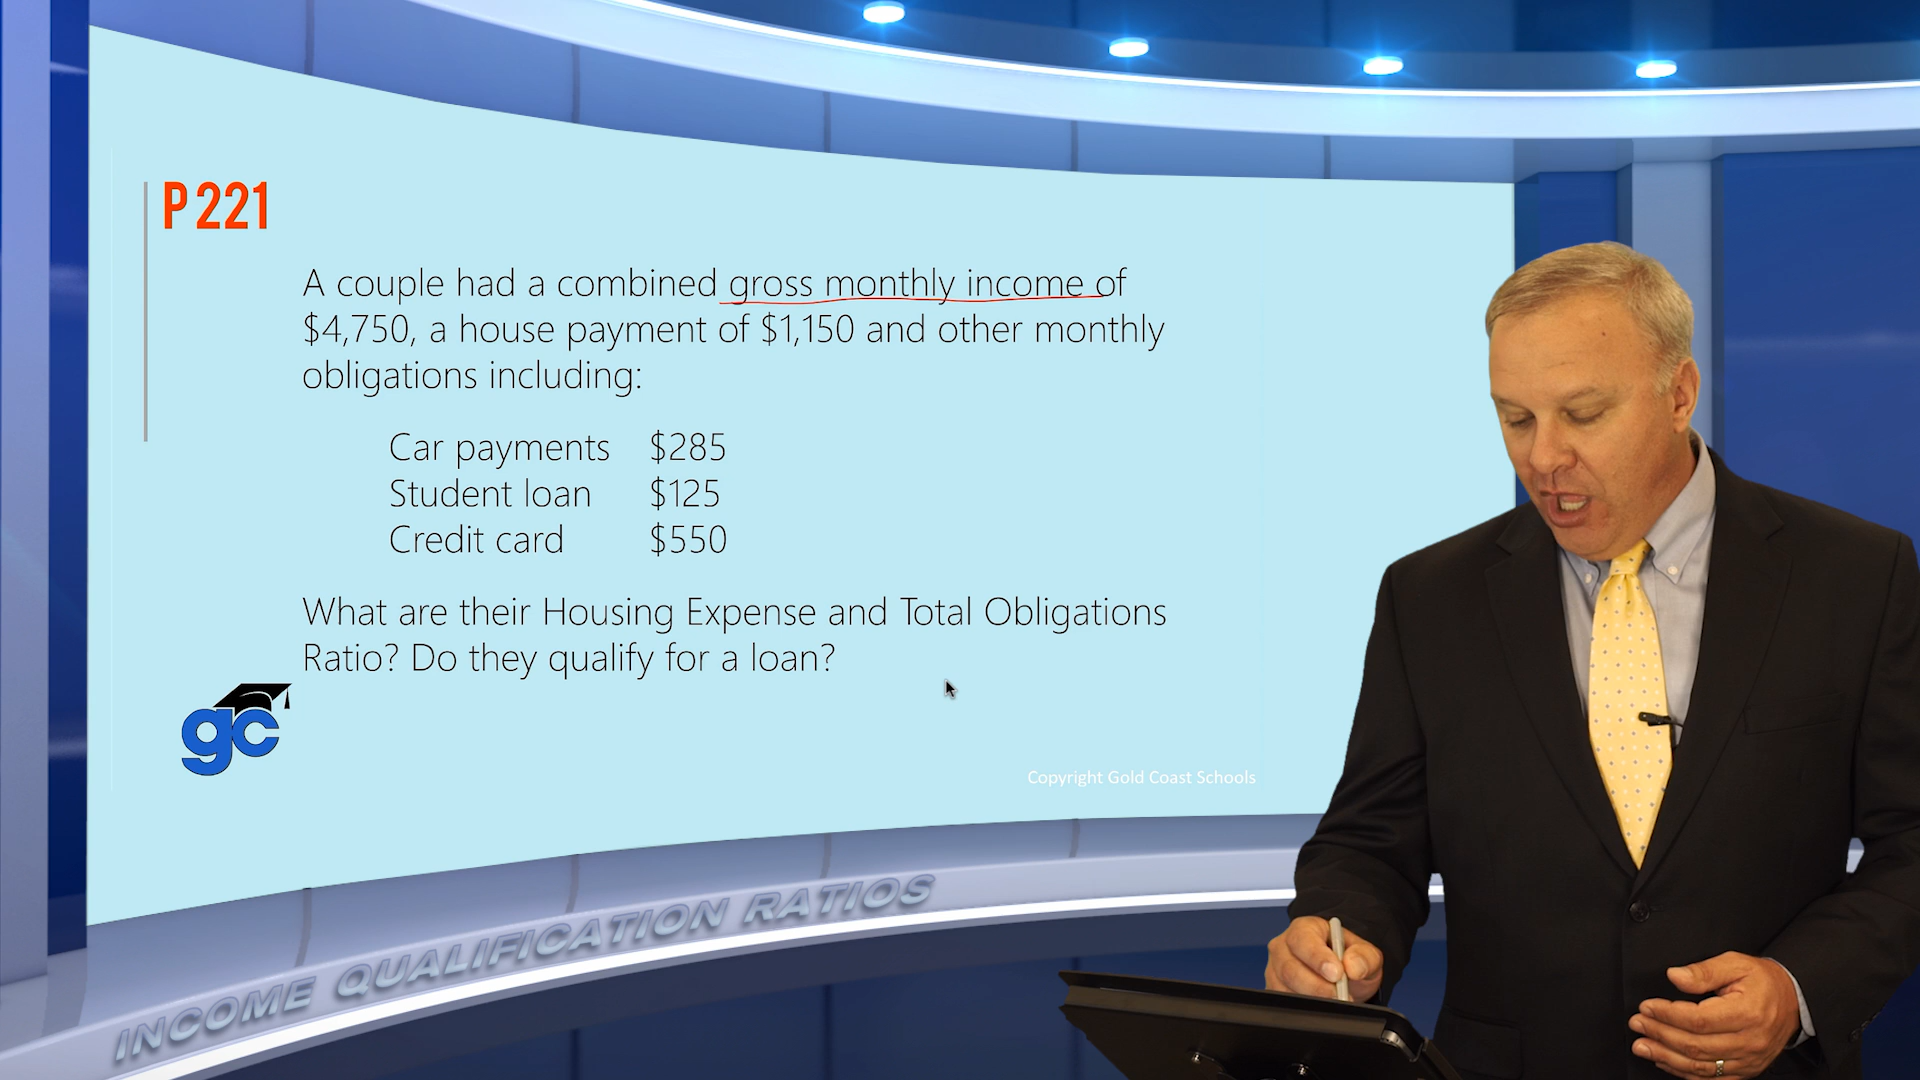 P 221
A couple had a combined gross monthly income of
$4,750, a house payment of $1,150 and other monthly
obligations including:
Car payments $285
Student loan $125
Credit card $550
What are their Housing Expense and Total Obligations
Ratio? Do they qualify for a loan?
gc
Copyright Gold Coast Schools
INCOME QUALIFICATION RATIOS